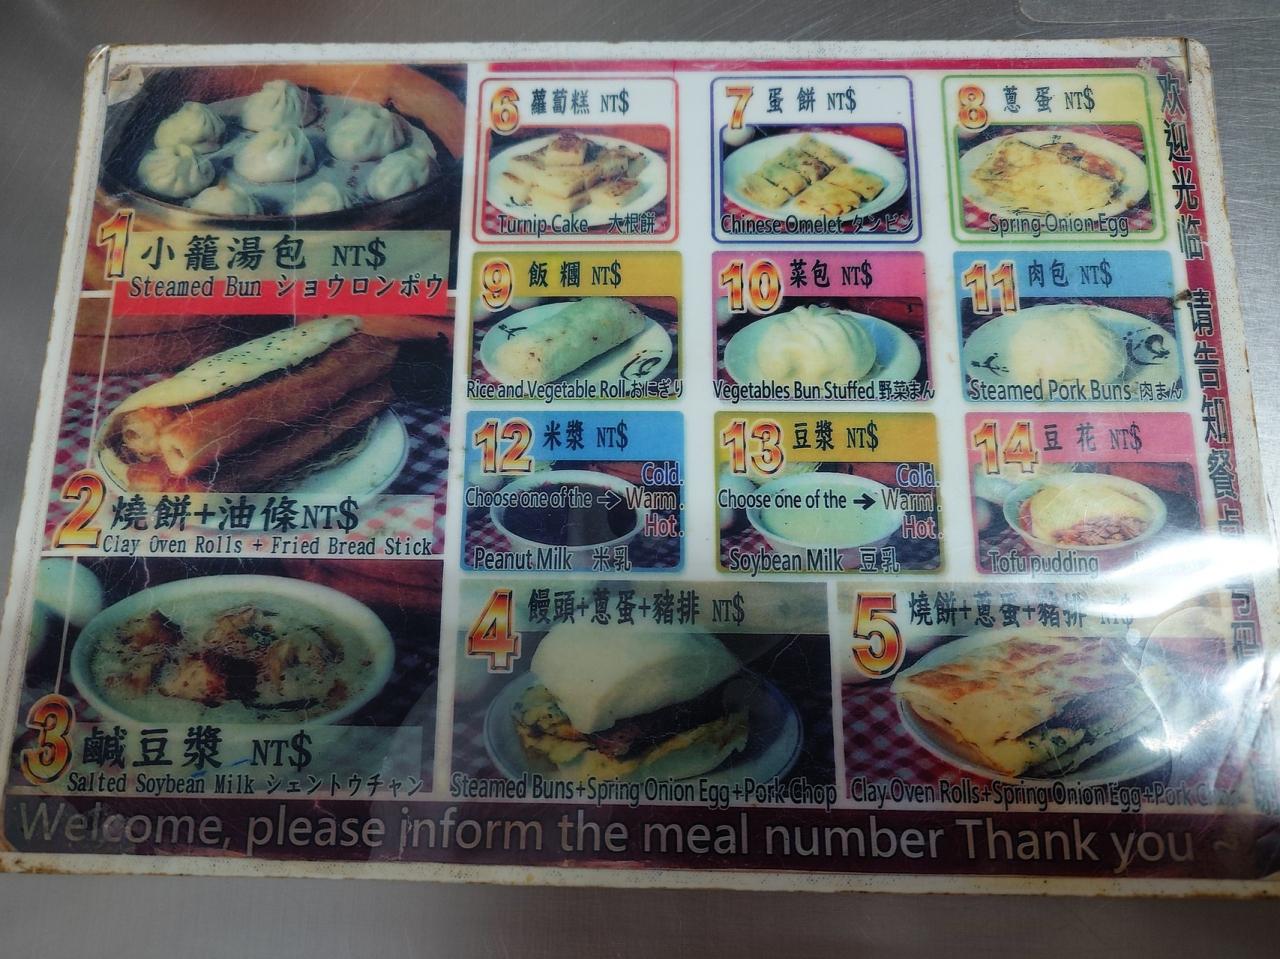 1 小籠湯包 NT$
Steamed Bun ショウロンポウ
2 燒餅+油條NT$
Clay Oven Rolls + Fried Bread Stick
3 鹹豆漿 NT$
Salted Soybean Milk シェントウチャン
6 蘿蔔糕 NT$
Turnip Cake 大根餅
7 蛋餅 NT$
Chinese Omelet タンピン
8 蔥蛋 NT$
Spring Onion Egg
9 飯糰 NT$
Rice and Vegetable Roll おにぎり
10 菜包 NT$
Vegetables Bun Stuffed 野菜まん
11 肉包 NT$
Steamed Pork Buns 肉まん
12 米漿 NT$
Cold.
Choose one of the → Warm.
Hot.
Peanut Milk 米乳
13 豆漿 NT$
Cold.
Choose one of the → Warm.
Hot.
Soybean Milk 豆乳
14 豆花 NT$
Tofu pudding
4 饅頭+蔥蛋+豬排 NT$
Steamed Buns+Spring Onion Egg+Pork Chop
5 燒餅+蔥蛋+豬排 NT$
Clay Oven Rolls+Spring Onion Egg+Pork
欢迎光临 請告知餐
Welcome, please inform the meal number Thank you ~